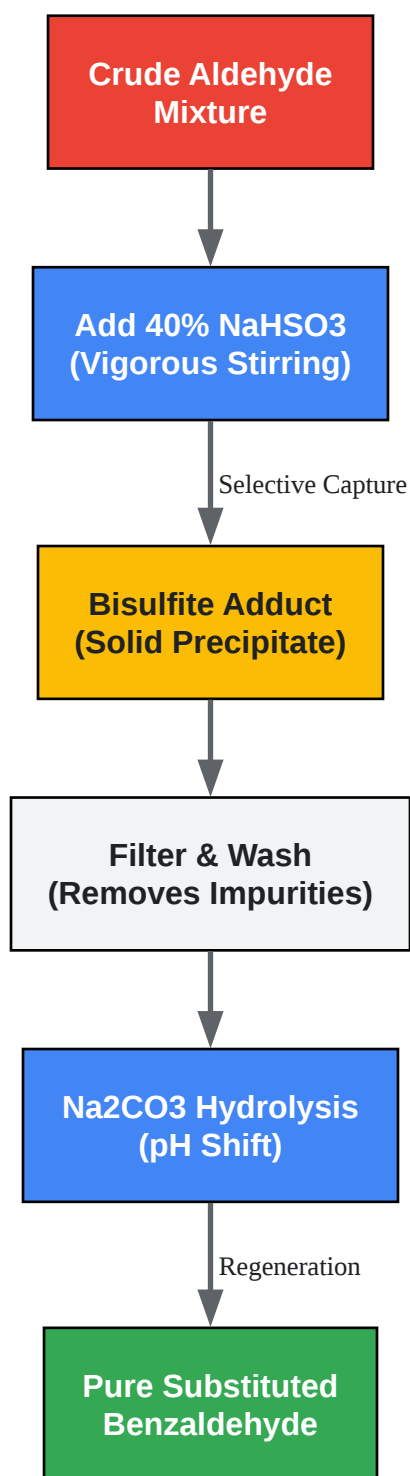 Crude Aldehyde
Mixture
Add 40% NaHSO3
(Vigorous Stirring)
Selective Capture
Bisulfite Adduct
(Solid Precipitate)
Filter & Wash
(Removes Impurities)
Na2CO3 Hydrolysis
(pH Shift)
Regeneration
Pure Substituted
Benzaldehyde